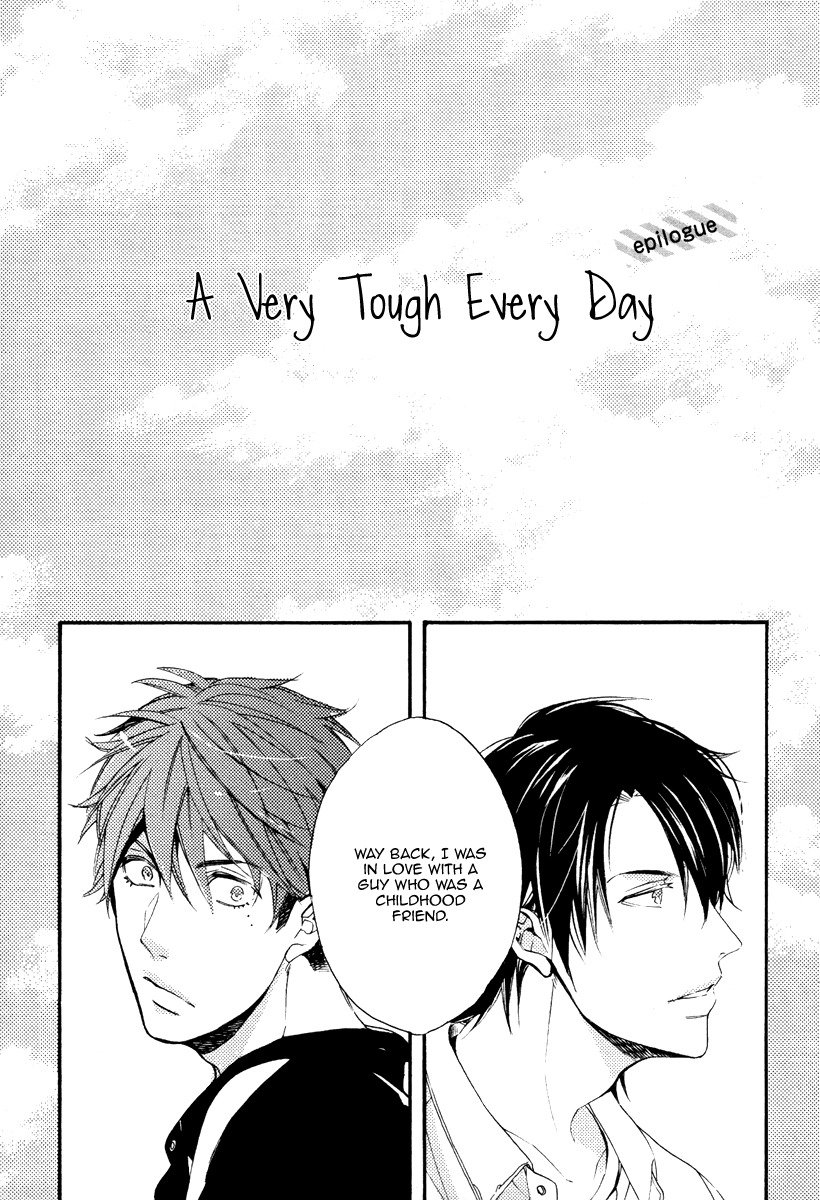 epilogue
A Very Tough Every Day
WAY BACK, I WAS
IN LOVE WITH A
GUY WHO WAS A
CHILDHOOD
FRIEND.